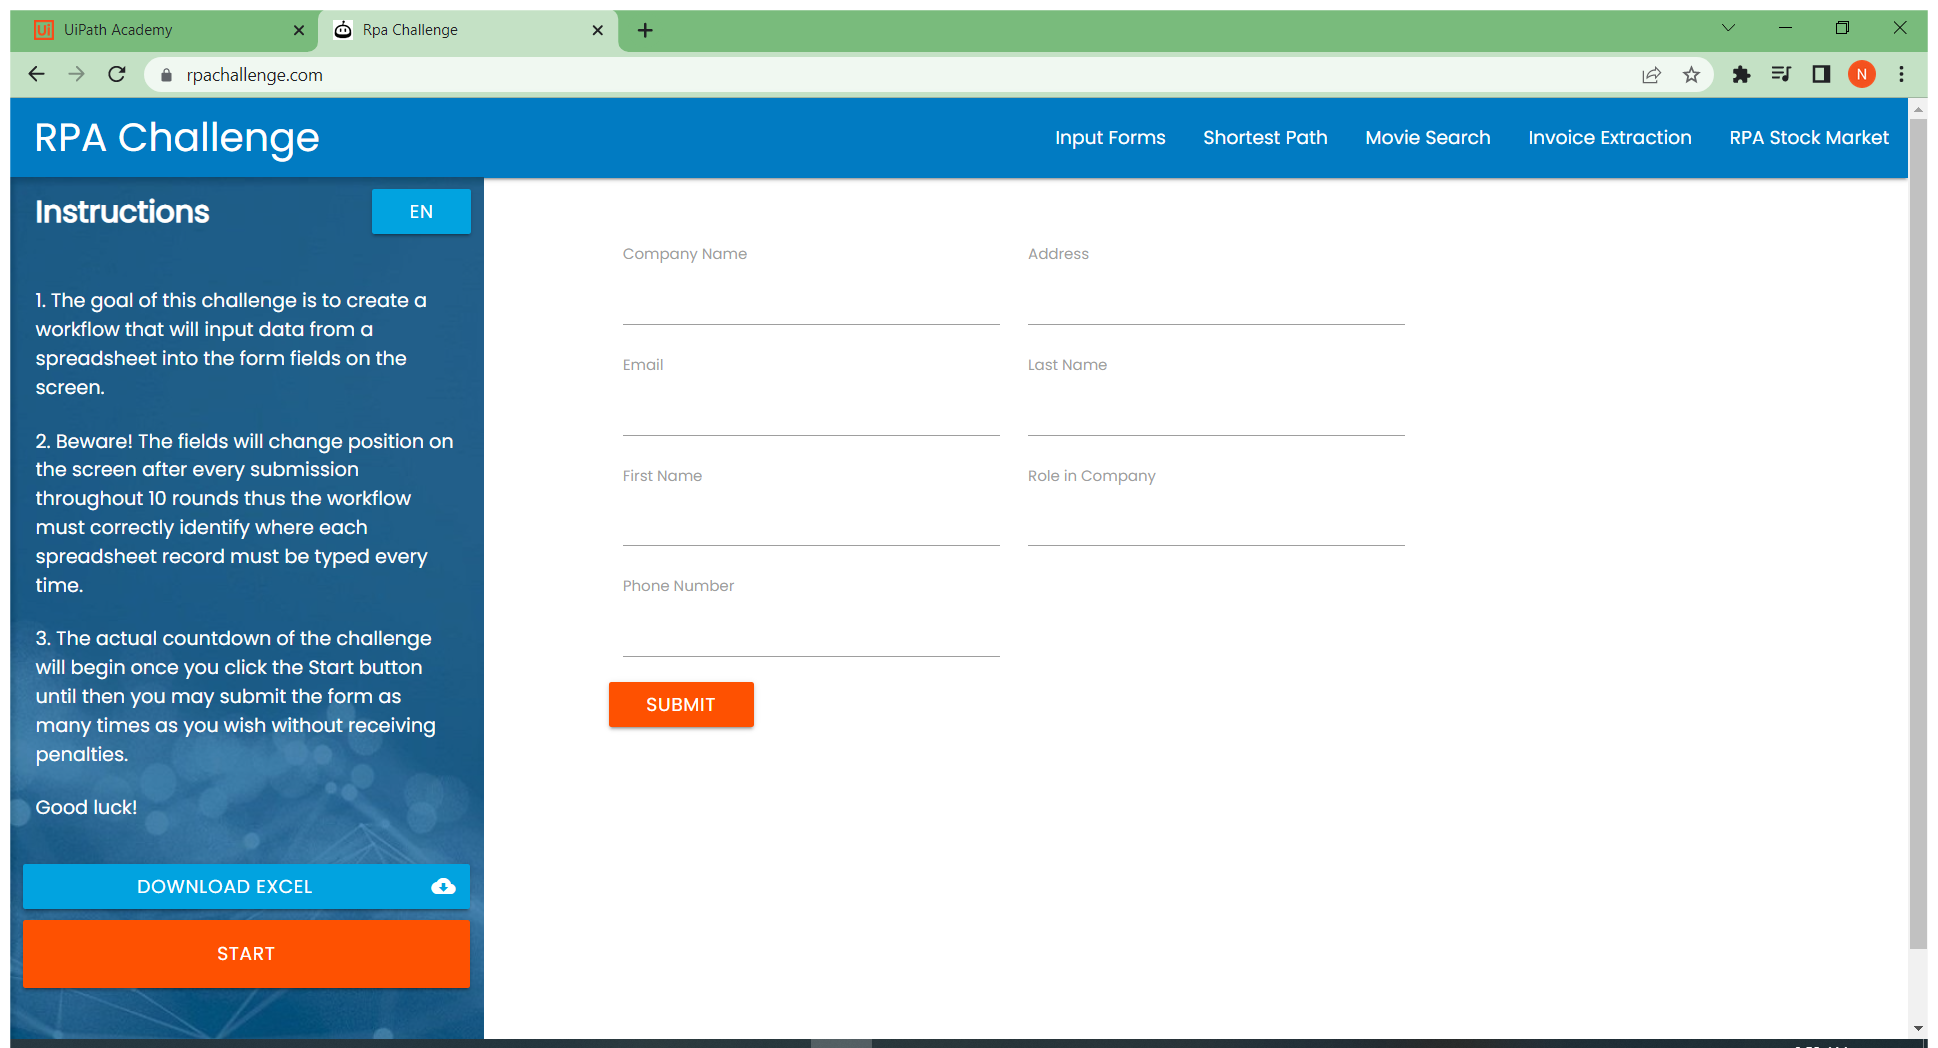 Ui UiPath Academy Rpa Challenge
rpachallenge.com N
RPA Challenge Input Forms Shortest Path Movie Search Invoice Extraction RPA Stock Market
Instructions EN
1. The goal of this challenge is to create a
workflow that will input data from a
spreadsheet into the form fields on the
screen.
2. Beware! The fields will change position on
the screen after every submission
throughout 10 rounds thus the workflow
must correctly identify where each
spreadsheet record must be typed every
time.
3. The actual countdown of the challenge
will begin once you click the Start button
until then you may submit the form as
many times as you wish without receiving
penalties.
Good luck!
DOWNLOAD EXCEL
START
Company Name Address
Email Last Name
First Name Role in Company
Phone Number
SUBMIT